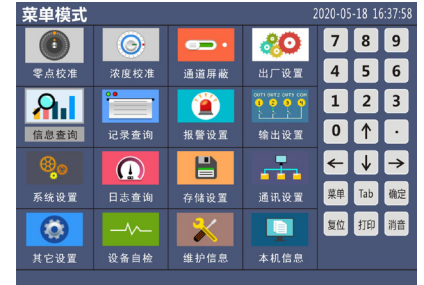 菜单模式 2020-05-18 16:37:58
零点校准 浓度校准 通道屏蔽 出厂设置
OUT1 OUT2 OUT3 COM
信息查询 记录查询 报警设置 输出设置
系统设置 日志查询 存储设置 通讯设置
其它设置 设备自检 维护信息 本机信息
7 8 9
4 5 6
1 2 3
0 ↑ ·
← ↓ →
菜单 Tab 确定
复位 打印 消音